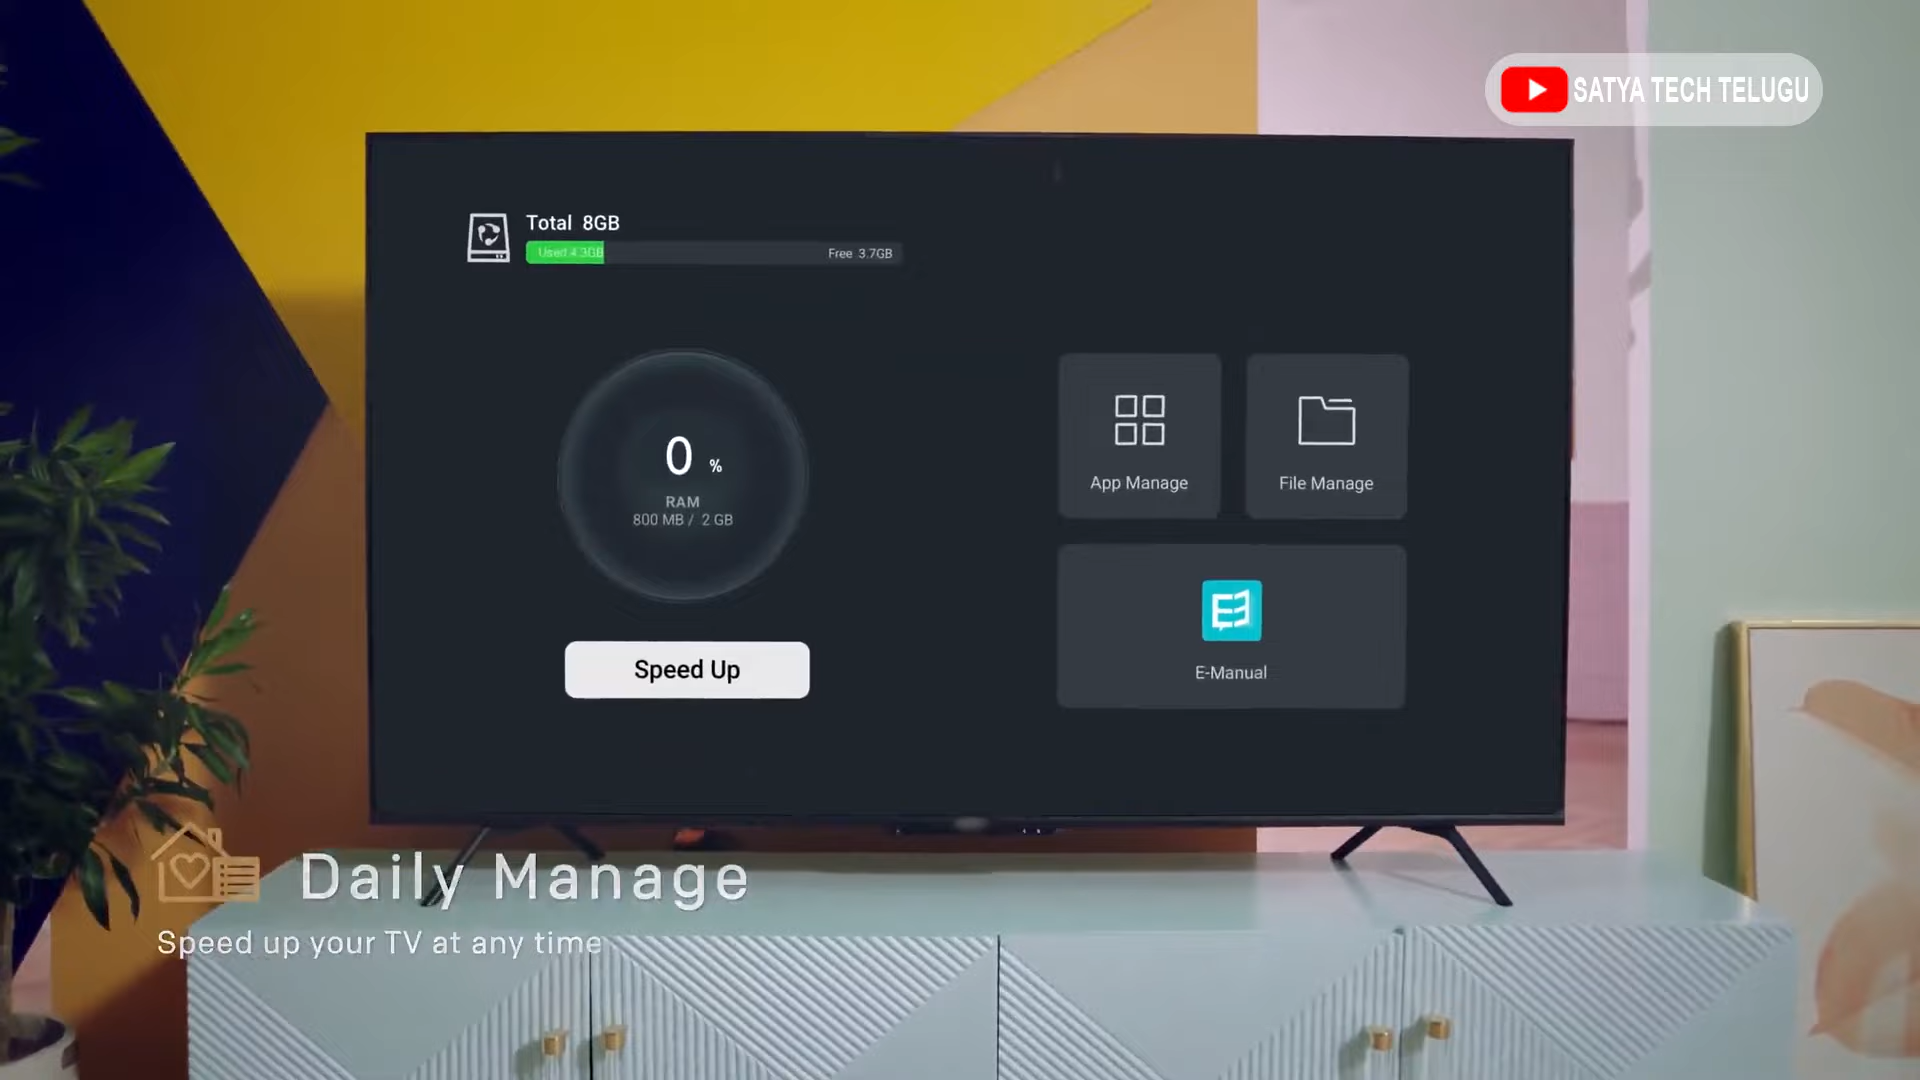 SATYA TECH TELUGU
Total 8GB
Used 4.3GB
Free 3.7GB
0 %
RAM
800 MB / 2 GB
Speed Up
App Manage
File Manage
E-Manual
Daily Manage
Speed up your TV at any time